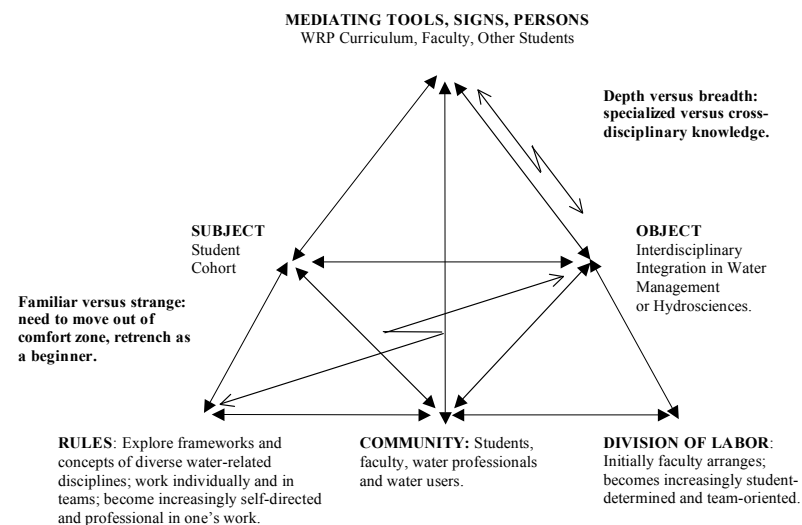 MEDIATING TOOLS, SIGNS, PERSONS
WRP Curriculum, Faculty, Other Students
Depth versus breadth:
specialized versus cross-
disciplinary knowledge.
SUBJECT
Student
Cohort
OBJECT
Interdisciplinary
Integration in Water
Management
or Hydrosciences.
Familiar versus strange:
need to move out of
comfort zone, retrench as
a beginner.
RULES: Explore frameworks and
concepts of diverse water-related
disciplines; work individually and in
teams; become increasingly self-directed
and professional in one's work.
COMMUNITY: Students,
faculty, water professionals
and water users.
DIVISION OF LABOR:
Initially faculty arranges;
becomes increasingly student-
determined and team-oriented.